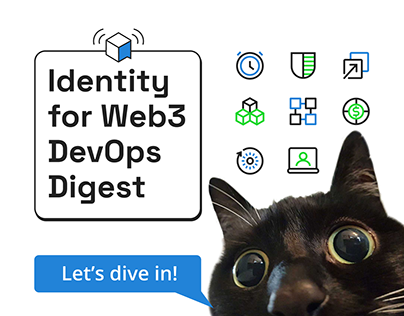 Identity
for Web3
DevOps
Digest
$
Let's dive in!